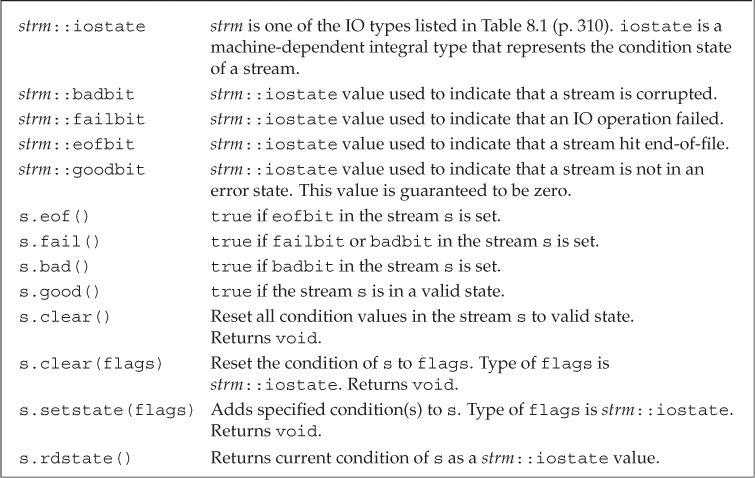 strm::iostate strm is one of the IO types listed in Table 8.1 (p. 310). iostate is a
machine-dependent integral type that represents the condition state
of a stream.
strm::badbit strm::iostate value used to indicate that a stream is corrupted.
strm::failbit strm::iostate value used to indicate that an IO operation failed.
strm::eofbit strm::iostate value used to indicate that a stream hit end-of-file.
strm::goodbit strm::iostate value used to indicate that a stream is not in an
error state. This value is guaranteed to be zero.
s.eof() true if eofbit in the stream s is set.
s.fail() true if failbit or badbit in the stream s is set.
s.bad() true if badbit in the stream s is set.
s.good() true if the stream s is in a valid state.
s.clear() Reset all condition values in the stream s to valid state.
Returns void.
s.clear(flags) Reset the condition of s to flags. Type of flags is
strm::iostate. Returns void.
s.setstate(flags) Adds specified condition(s) to s. Type of flags is strm::iostate.
Returns void.
s.rdstate() Returns current condition of s as a strm::iostate value.